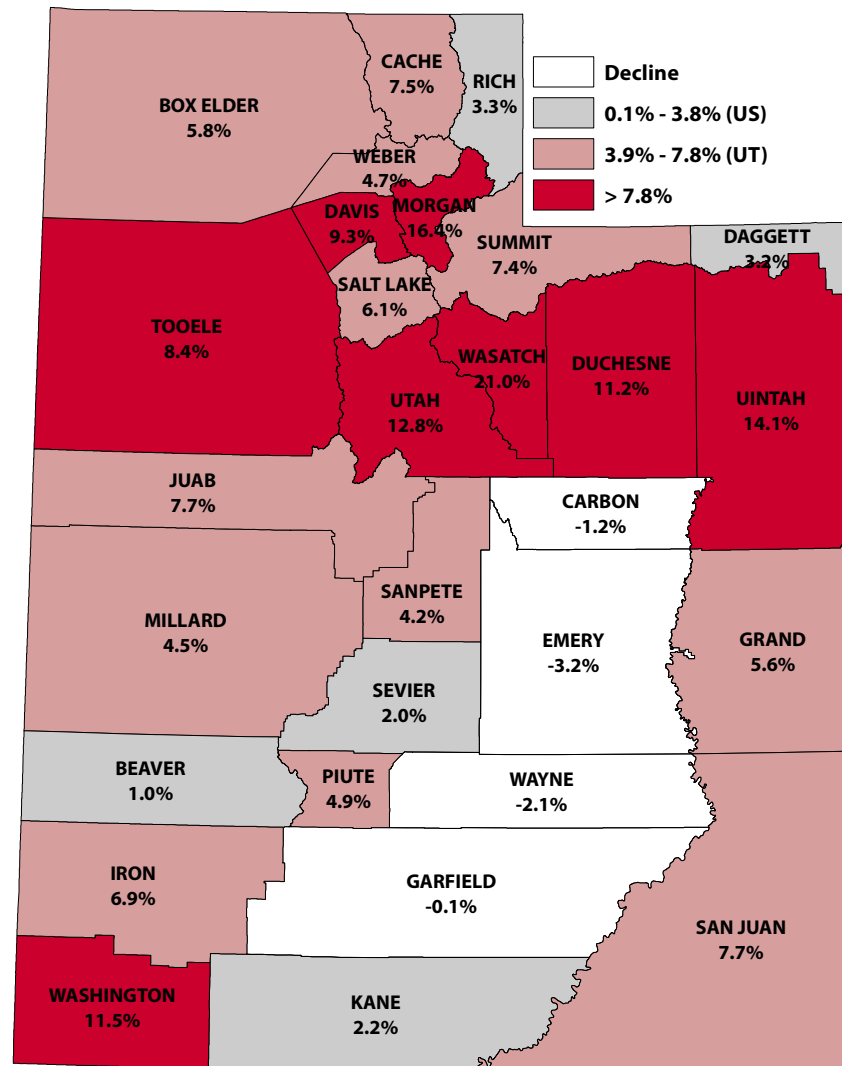 CACHE
7.5%
RICH
3.3%
Decline
0.1% - 3.8% (US)
3.9% - 7.8% (UT)
> 7.8%
BOX ELDER
5.8%
WEBER
4.7%
DAVIS
9.3%
MORGAN
16.4%
SUMMIT
7.4%
DAGGETT
3.2%
SALT LAKE
6.1%
TOOELE
8.4%
WASATCH
21.0%
DUCHESNE
11.2%
UINTAH
14.1%
UTAH
12.8%
JUAB
7.7%
CARBON
-1.2%
SANPETE
4.2%
MILLARD
4.5%
EMERY
-3.2%
GRAND
5.6%
SEVIER
2.0%
BEAVER
1.0%
PIUTE
4.9%
WAYNE
-2.1%
IRON
6.9%
GARFIELD
-0.1%
SAN JUAN
7.7%
WASHINGTON
11.5%
KANE
2.2%